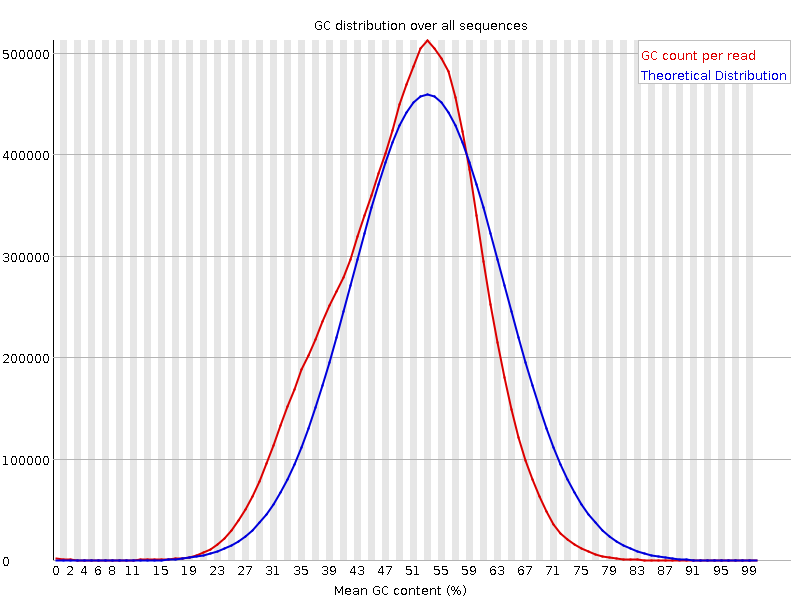 GC distribution over all sequences
GC count per read
Theoretical Distribution
500000
400000
300000
200000
100000
0
0 2 4 6 8 11 15 19 23 27 31 35 39 43 47 51 55 59 63 67 71 75 79 83 87 91 95 99
Mean GC content (%)